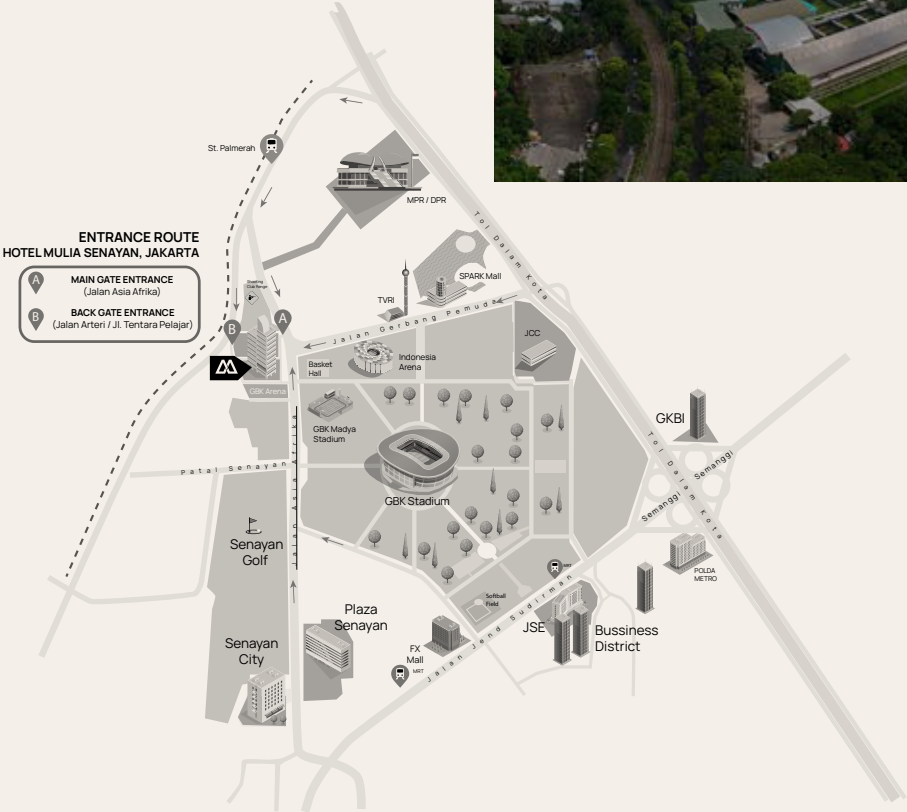 St. Palmerah
MPR / DPR
Tol Dalam Kota
ENTRANCE ROUTE
HOTEL MULIA SENAYAN, JAKARTA
A
MAIN GATE ENTRANCE
(Jalan Asia Afrika)
B
BACK GATE ENTRANCE
(Jalan Arteri / Jl. Tentara Pelajar)
SPARK Mall
TVRI
Jalan Gerbang Pemuda
A
B
JCC
Basket
Hall
Indonesia
Arena
GBK Arena
GBK Madya
Stadium
GKBI
Tol Dalam Kota
Patal Senayan
Semanggi
Semanggi
GBK Stadium
Senayan
Golf
MRT
POLDA
METRO
Softball
Field
Plaza
Senayan
JSE
Bussiness
District
Senayan
City
FX
Mall
MRT
Jalan Jend Sudirman